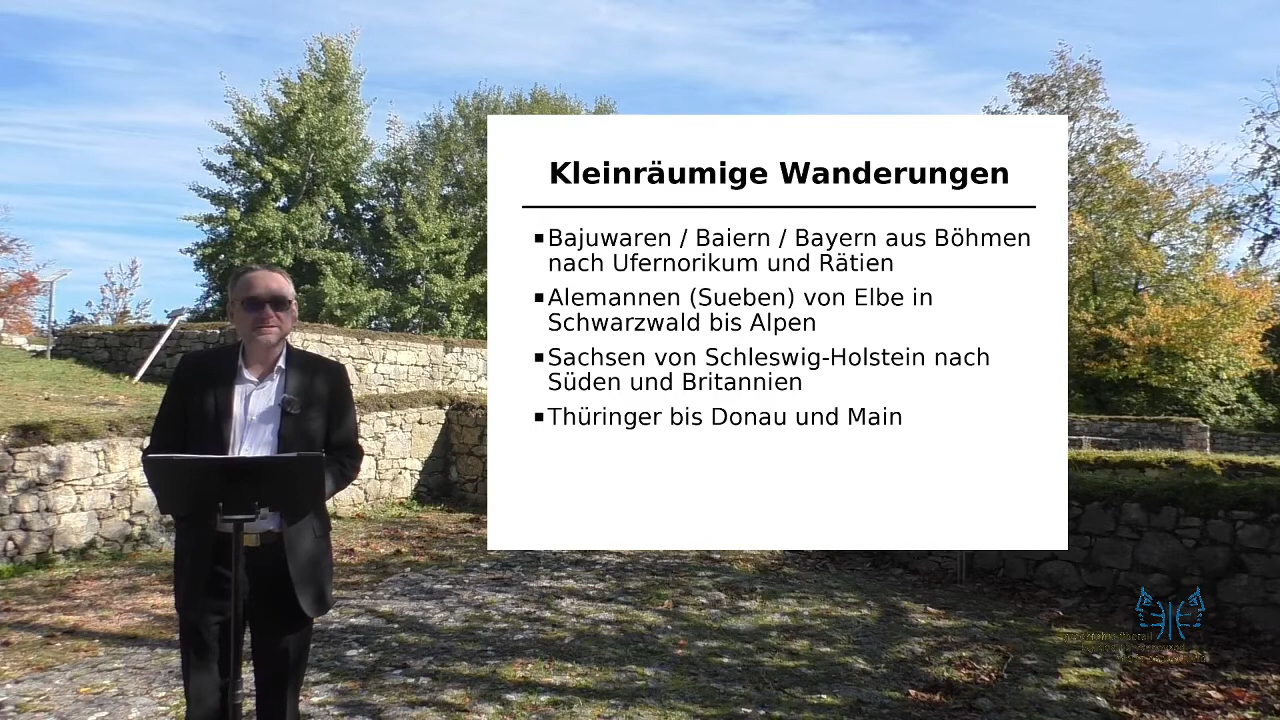 Kleinräumige Wanderungen
▪Bajuwaren / Baiern / Bayern aus Böhmen
nach Ufernorikum und Rätien
▪Alemannen (Sueben) von Elbe in
Schwarzwald bis Alpen
▪Sachsen von Schleswig-Holstein nach
Süden und Britannien
▪Thüringer bis Donau und Main